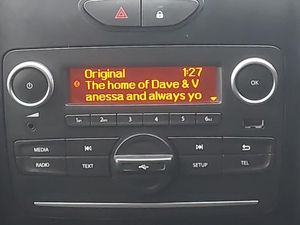 Original 1:27
The home of Dave & V
anessa and always yo
OK
1 2 3 4 5 6
MEDIA
RADIO TEXT SETUP TEL